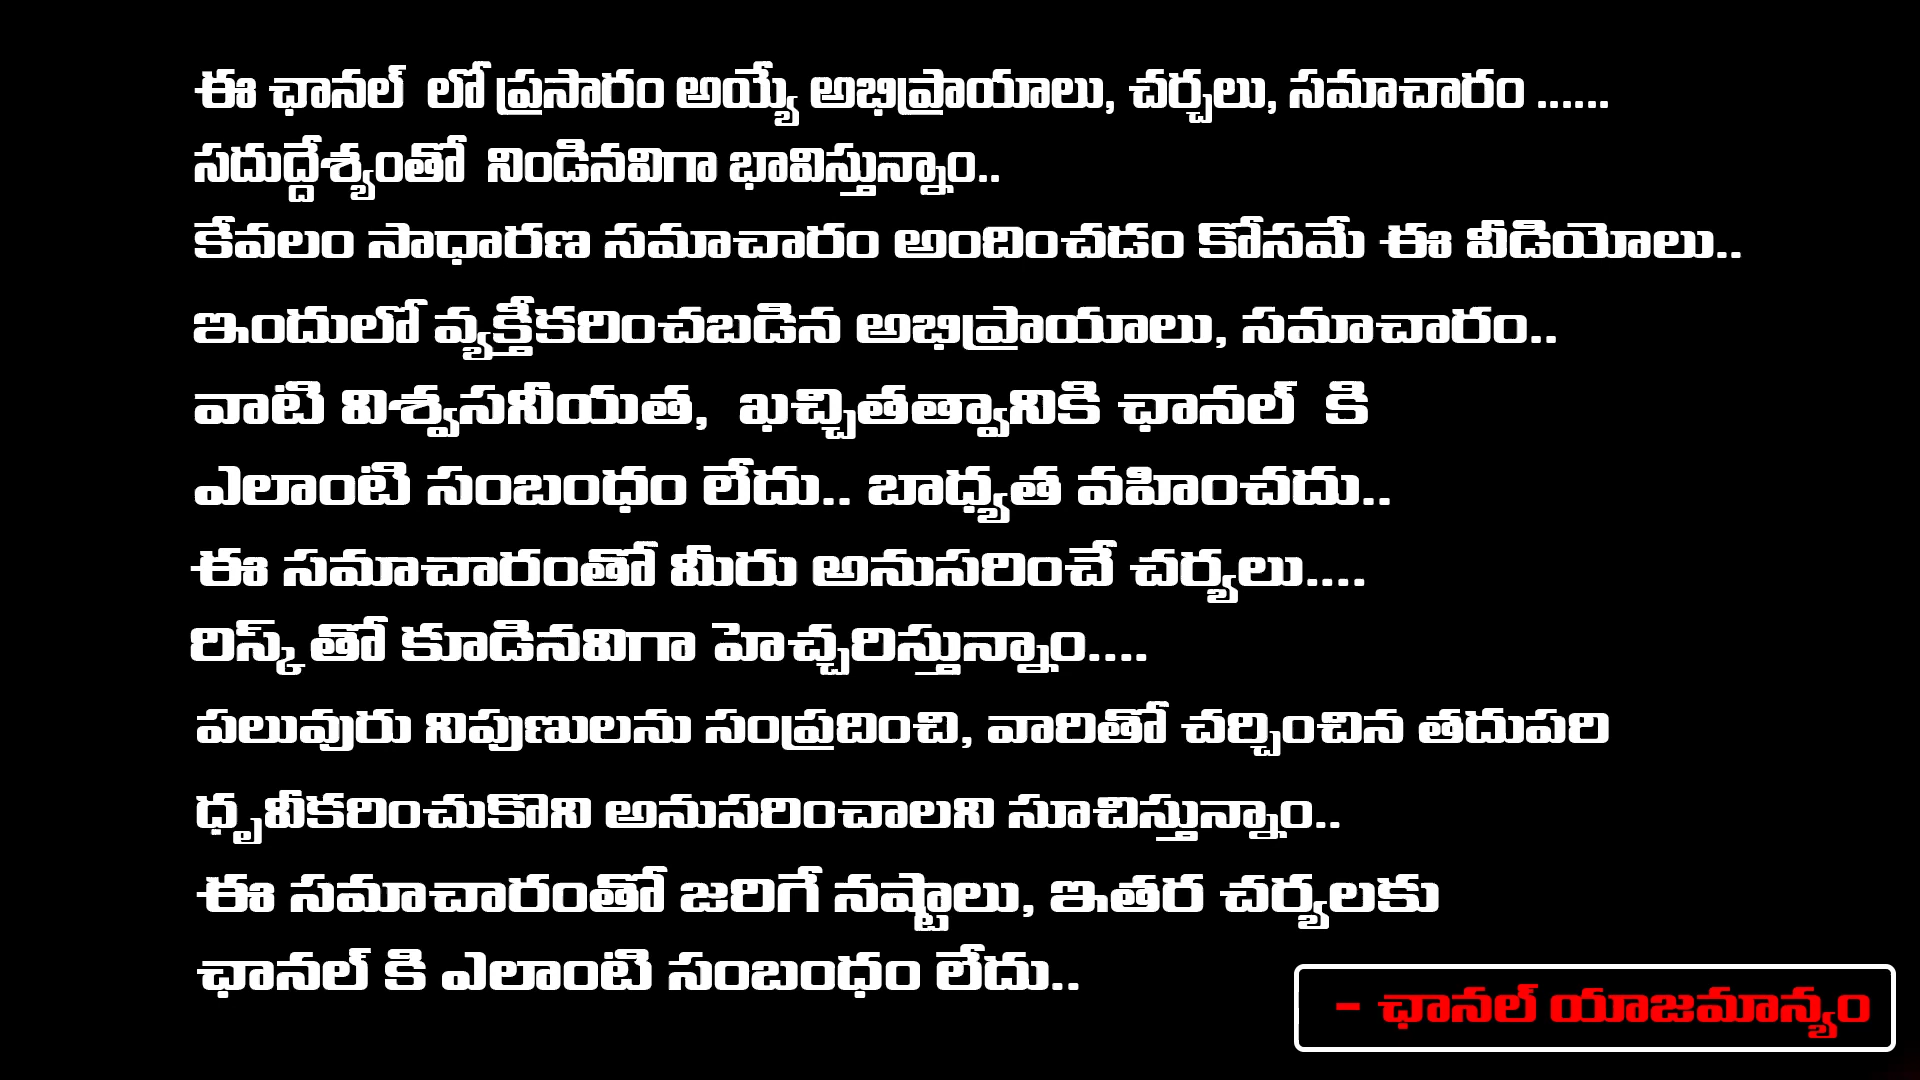 ఈ ఛానల్ లో ప్రసారం అయ్యే అభిప్రాయాలు, చర్చలు, సమాచారం ......
సదుద్దేశ్యంతో నిండినవిగా భావిస్తున్నాం..
కేవలం సాధారణ సమాచారం అందించడం కోసమే ఈ వీడియోలు..
ఇందులో వ్యక్తీకరించబడిన అభిప్రాయాలు, సమాచారం..
వాటి విశ్వసనీయత, ఖచ్చితత్వానికి ఛానల్ కి
ఎలాంటి సంబంధం లేదు.. బాధ్యత వహించదు..
ఈ సమాచారంతో మీరు అనుసరించే చర్యలు....
రిస్క్ తో కూడినవిగా హెచ్చరిస్తున్నాం....
పలువురు నిపుణులను సంప్రదించి, వారితో చర్చించిన తదుపరి
ధృవీకరించుకొని అనుసరించాలని సూచిస్తున్నాం..
ఈ సమాచారంతో జరిగే నష్టాలు, ఇతర చర్యలకు
ఛానల్ కి ఎలాంటి సంబంధం లేదు..
- ఛానల్ యాజమాన్యం